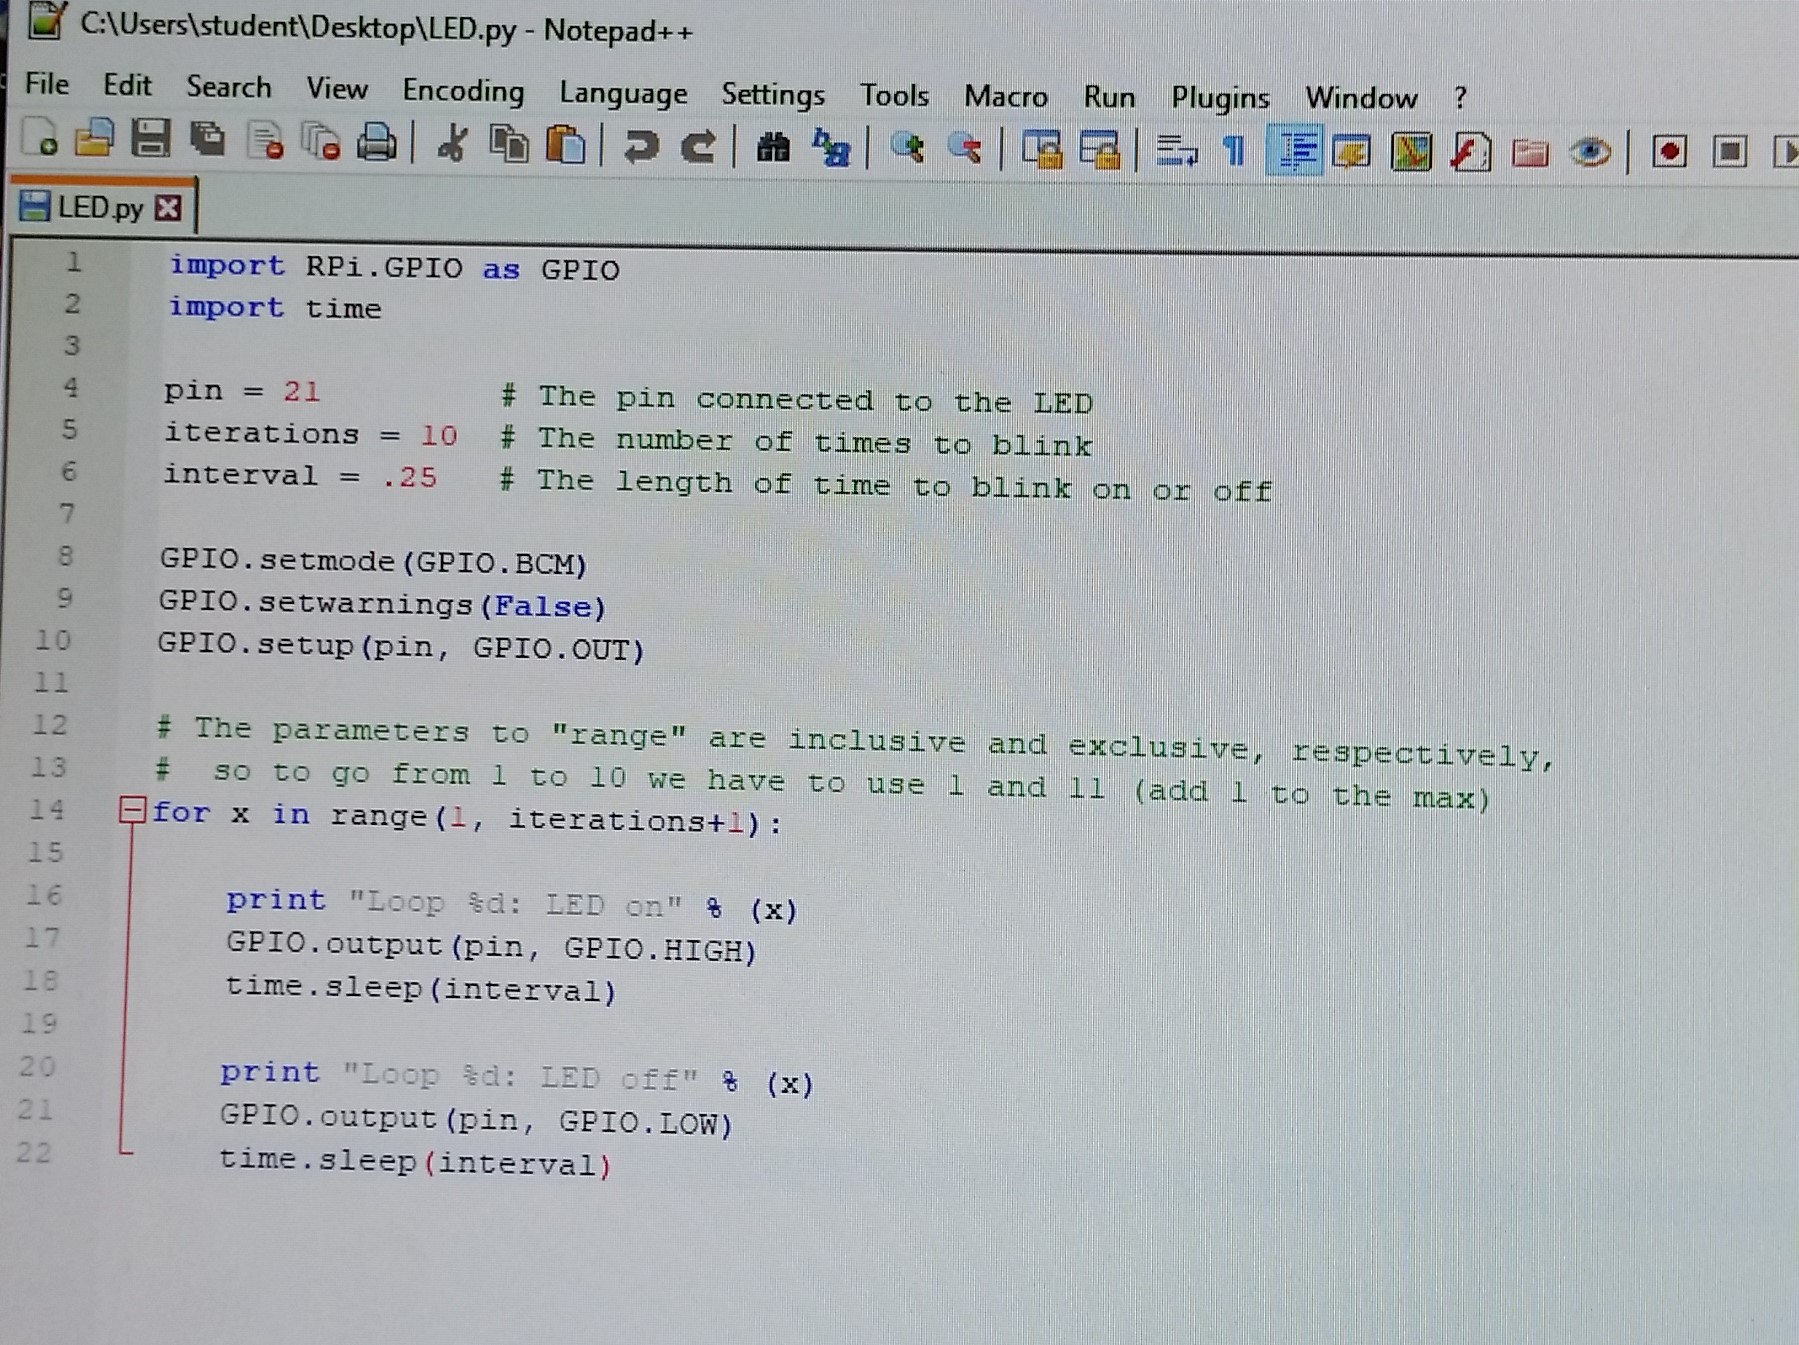 C:\Users\student\Desktop\LED.py - Notepad++
File Edit Search View Encoding Language Settings Tools Macro Run Plugins Window ?
LED.py
1 import RPi.GPIO as GPIO
2 import time
3
4 pin = 21 # The pin connected to the LED
5 iterations = 10 # The number of times to blink
6 interval = .25 # The length of time to blink on or off
7
8 GPIO.setmode(GPIO.BCM)
9 GPIO.setwarnings(False)
10 GPIO.setup(pin, GPIO.OUT)
11
12 # The parameters to "range" are inclusive and exclusive, respectively,
13 #  so to go from 1 to 10 we have to use 1 and 11 (add 1 to the max)
14 for x in range(1, iterations+1):
15
16     print "Loop %d: LED on" % (x)
17     GPIO.output(pin, GPIO.HIGH)
18     time.sleep(interval)
19
20     print "Loop %d: LED off" % (x)
21     GPIO.output(pin, GPIO.LOW)
22     time.sleep(interval)